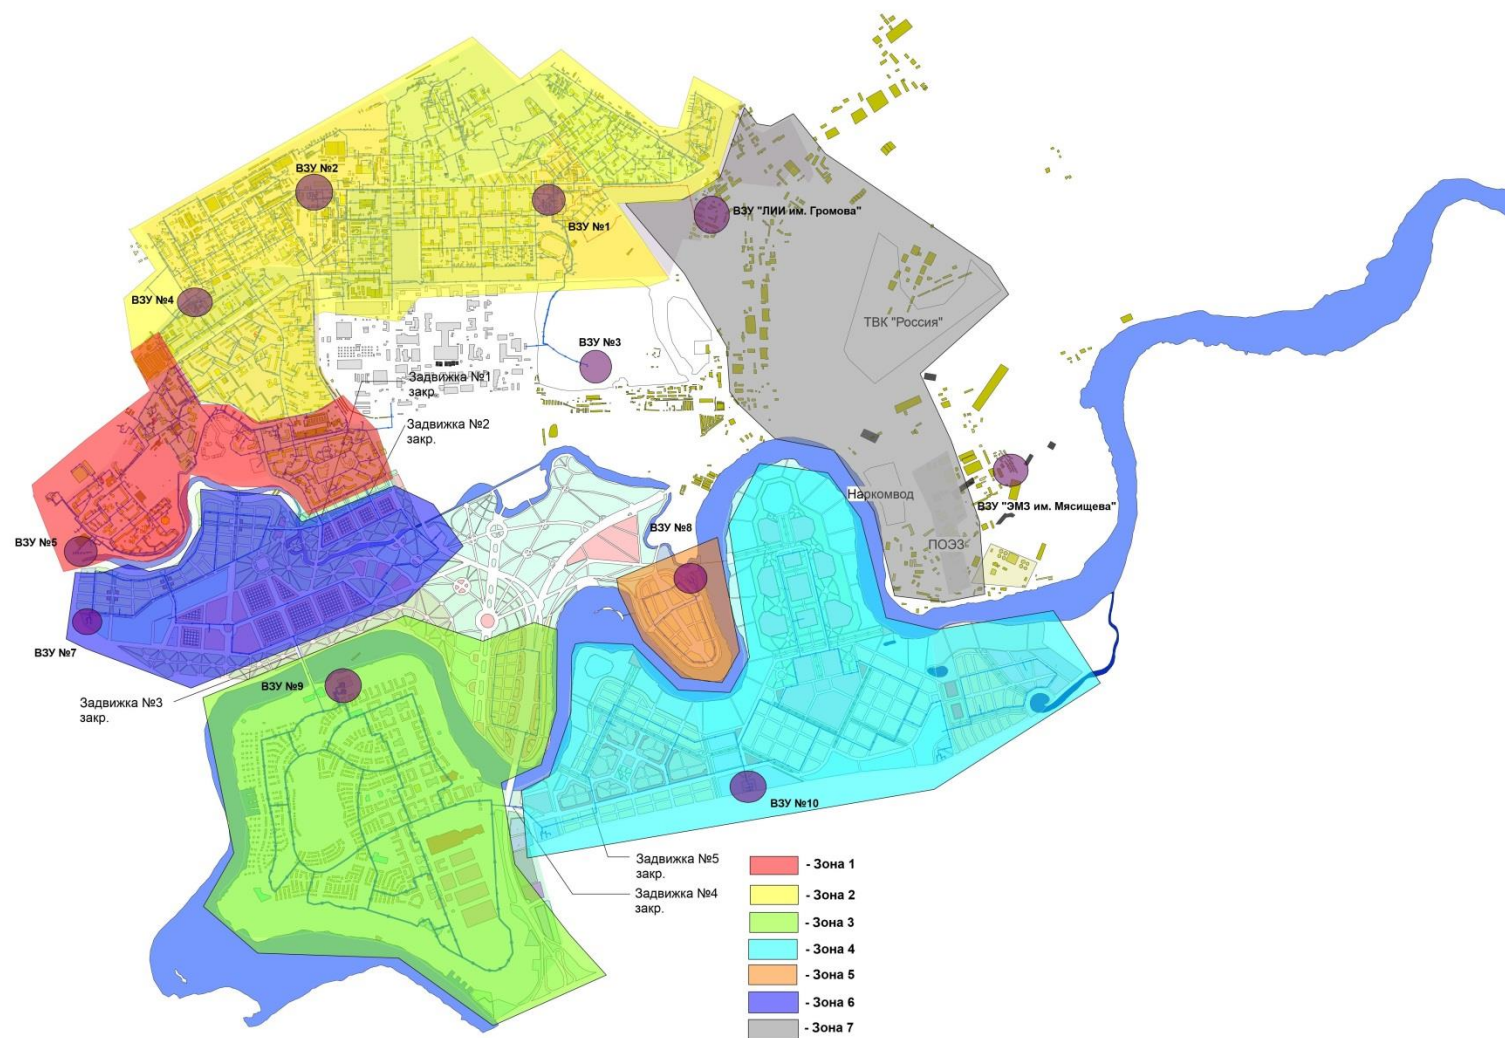 ВЗУ №2
ВЗУ №1
ВЗУ "ЛИИ им. Громова"
ВЗУ №4
ТВК "Россия"
ВЗУ №3
Задвижка №1
закр.
Задвижка №2
закр.
Наркомвод
ВЗУ "ЭМЗ им. Мясищева"
ВЗУ №8
ВЗУ №5
ПОЭЗ
ВЗУ №7
ВЗУ №9
Задвижка №3
закр.
ВЗУ №10
Задвижка №5
закр.
Задвижка №4
закр.
- Зона 1
- Зона 2
- Зона 3
- Зона 4
- Зона 5
- Зона 6
- Зона 7